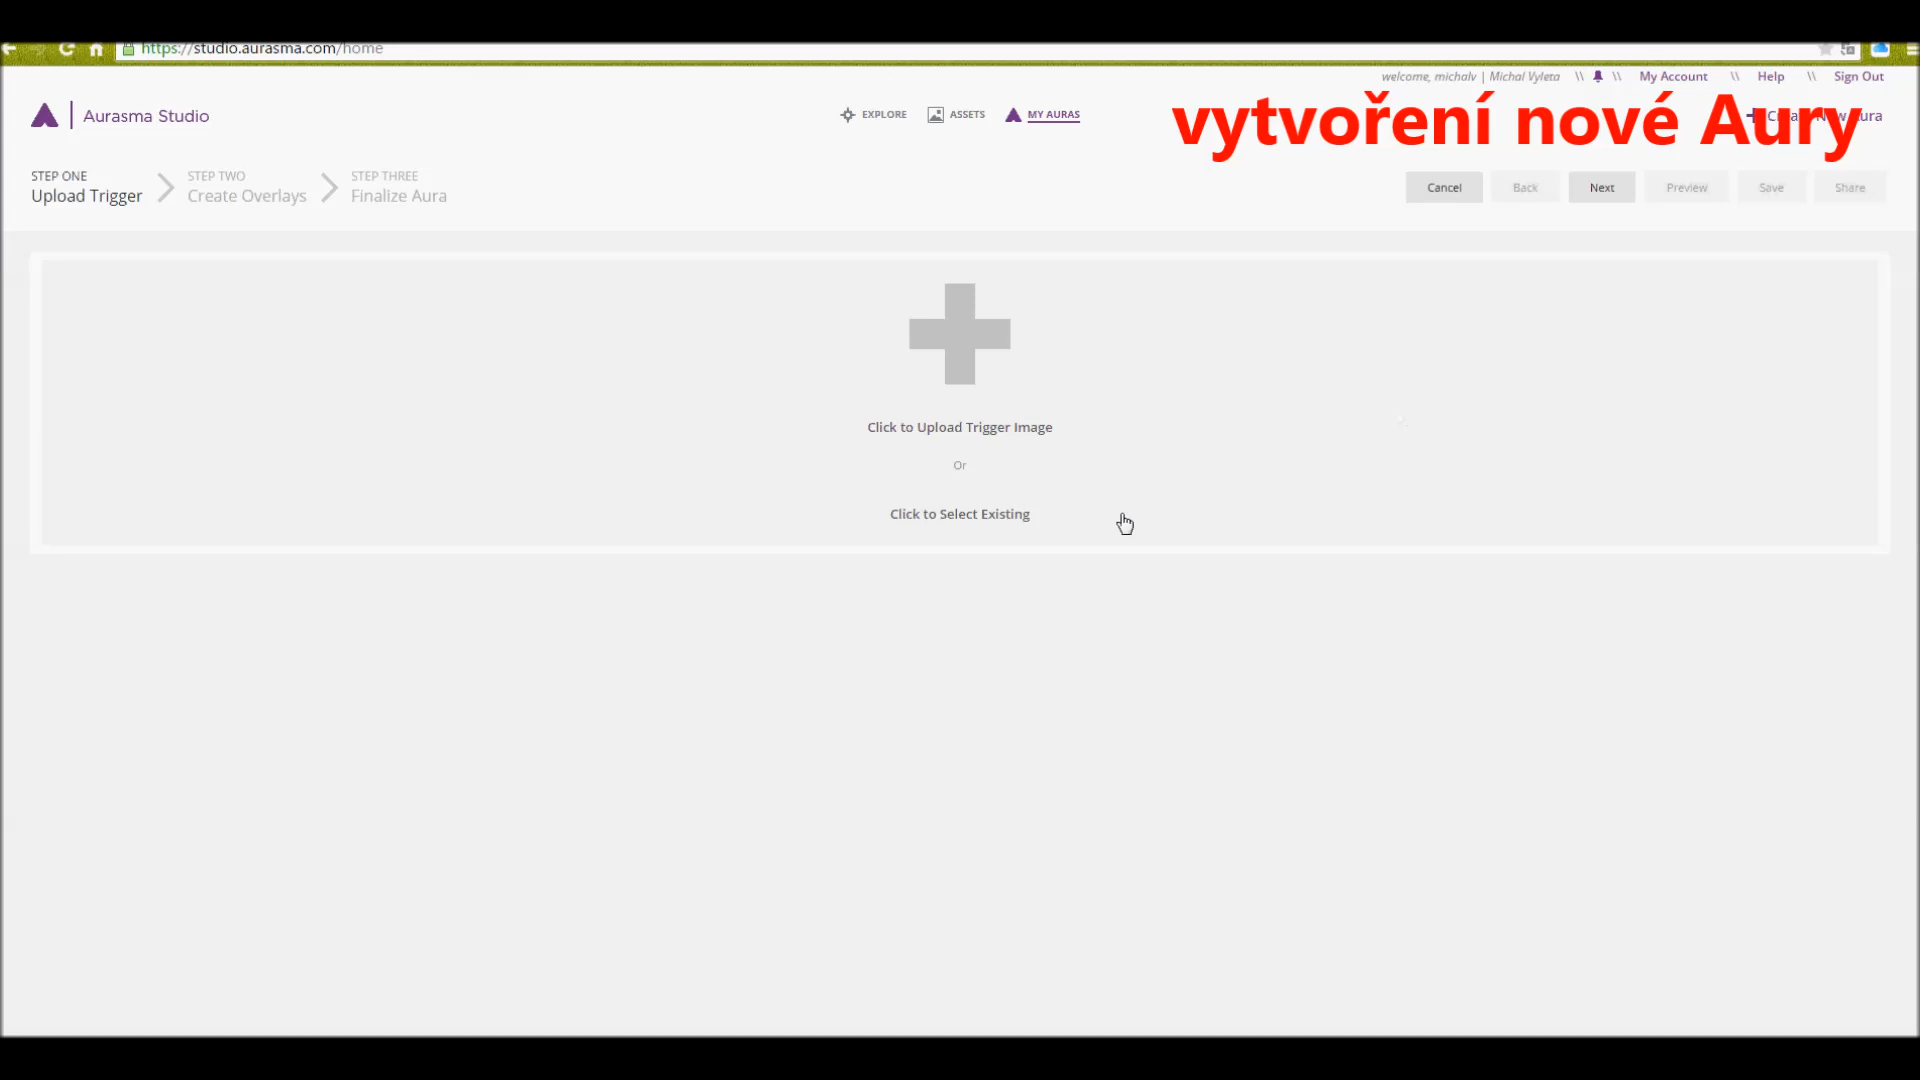 https://studio.aurasma.com/home
welcome, michalv | Michal Vyleta \\ \\ My Account \\ Help \\ Sign Out
Aurasma Studio
EXPLORE ASSETS MY AURAS
vytvoření nové Aury
STEP ONE STEP TWO STEP THREE
Upload Trigger Create Overlays Finalize Aura
Cancel Back Next Preview Save Share
Click to Upload Trigger Image
Or
Click to Select Existing